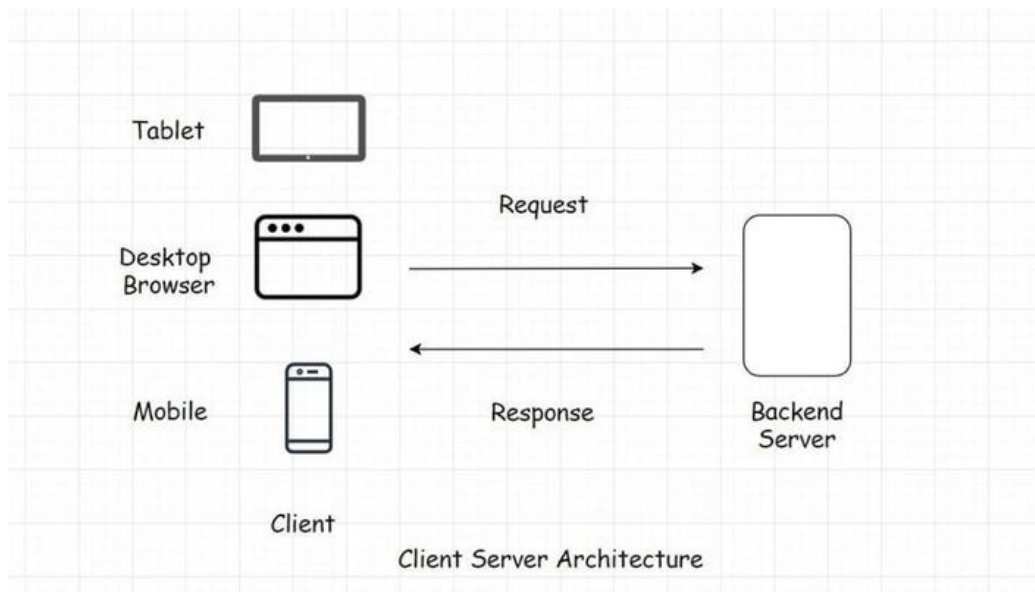 Tablet
Request
Desktop
Browser
Mobile
Response
Backend
Server
Client
Client Server Architecture